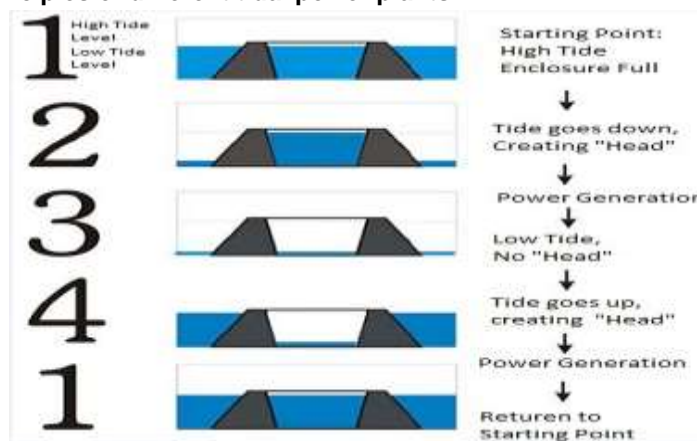 1
High Tide
Level
Low Tide
Level
Starting Point:
High Tide
Enclosure Full
2
Tide goes down,
Creating "Head"
Power Generation
3
Low Tide,
No "Head"
4
Tide goes up,
creating "Head"
Power Generation
1
Returen to
Starting Point